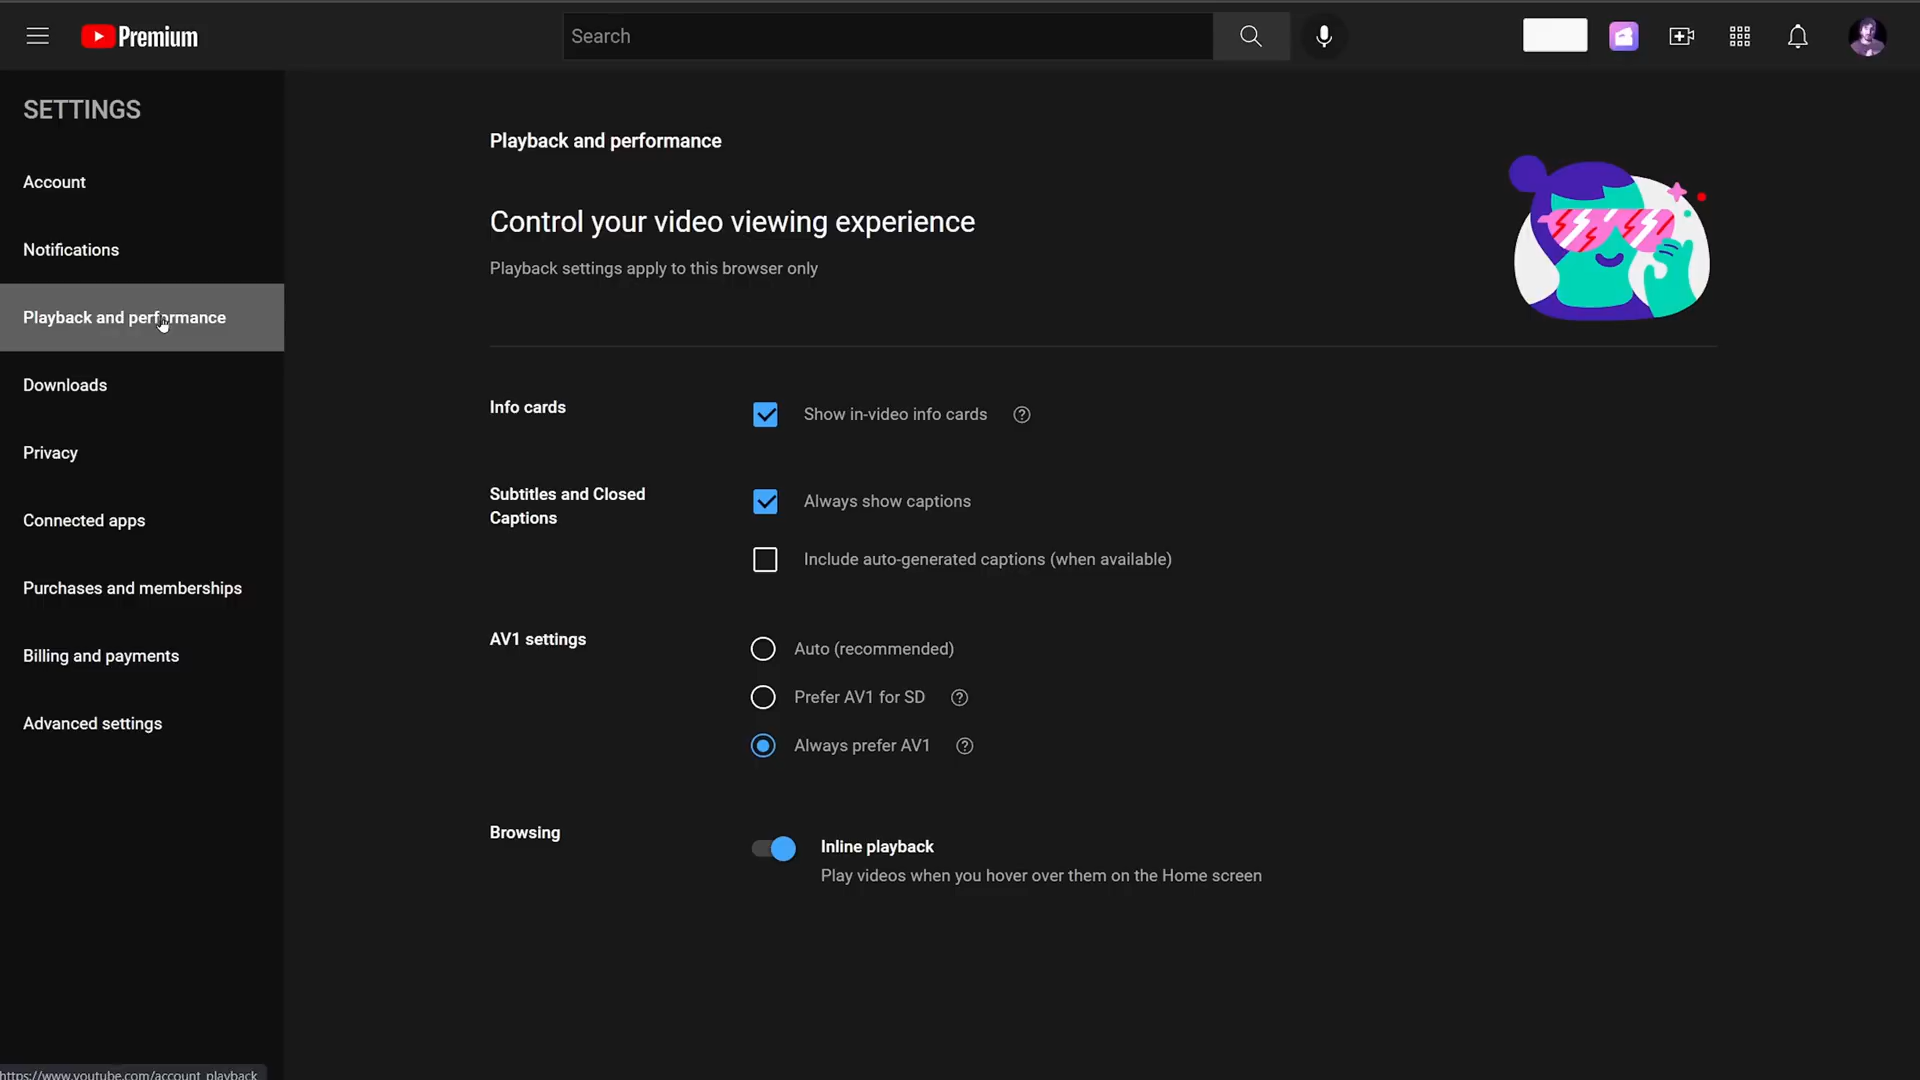 Premium
Search
SETTINGS
Account
Notifications
Playback and performance
Downloads
Privacy
Connected apps
Purchases and memberships
Billing and payments
Advanced settings
Playback and performance
Control your video viewing experience
Playback settings apply to this browser only
Info cards
Show in-video info cards
Subtitles and Closed
Captions
Always show captions
Include auto-generated captions (when available)
AV1 settings
Auto (recommended)
Prefer AV1 for SD
Always prefer AV1
Browsing
Inline playback
Play videos when you hover over them on the Home screen
https://www.youtube.com/account_playback